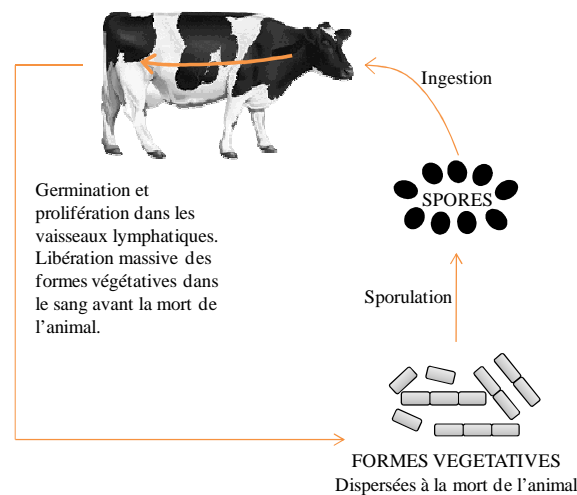 Ingestion
Germination et
prolifération dans les
vaisseaux lymphatiques.
Libération massive des
formes végétatives dans
le sang avant la mort de
l’animal.
SPORES
Sporulation
FORMES VEGETATIVES
Dispersées à la mort de l’animal